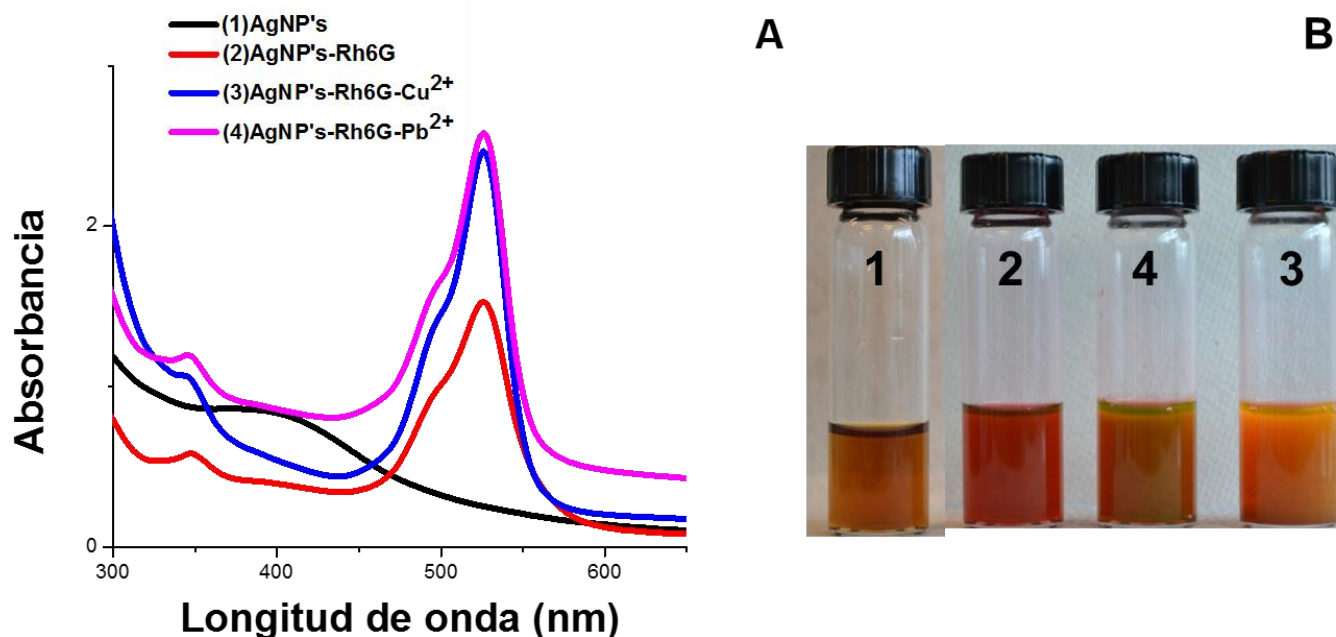 (1)AgNP's
(2)AgNP's-Rh6G
(3)AgNP's-Rh6G-Cu²⁺
(4)AgNP's-Rh6G-Pb²⁺
A
B
Absorbancia
2
0
300
400
500
600
Longitud de onda (nm)
1
2
4
3